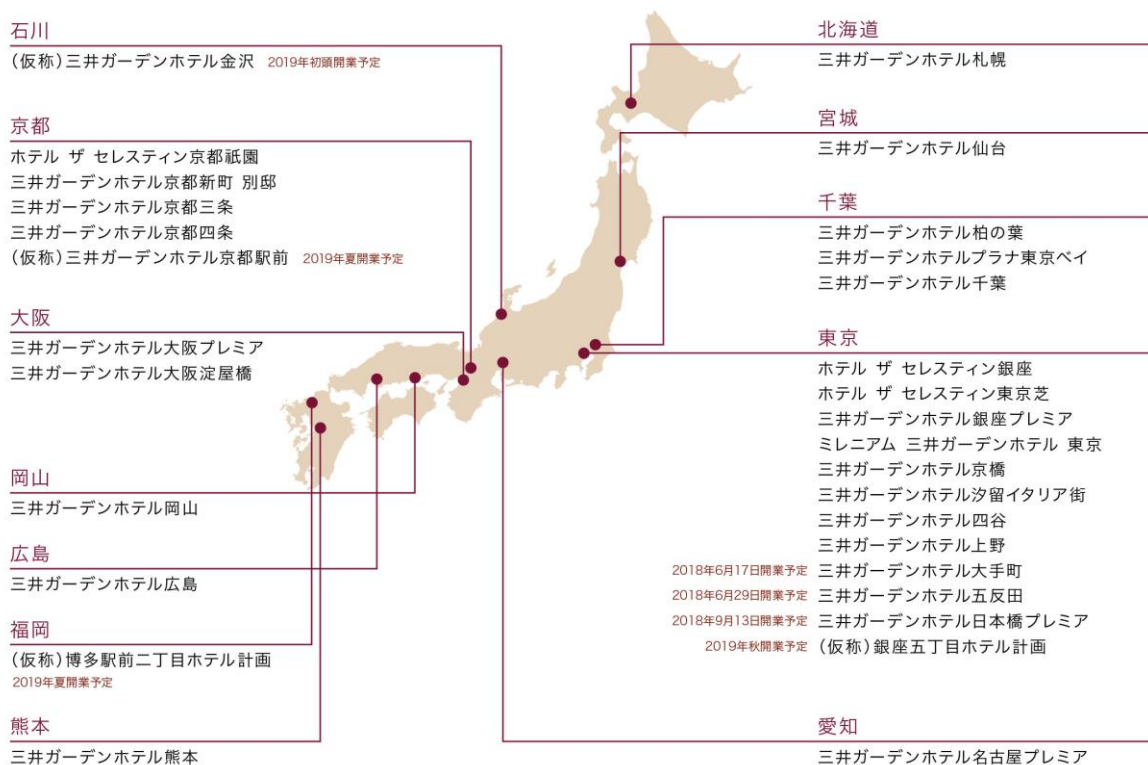 石川
(仮称)三井ガーデンホテル金沢 2019年初頭開業予定
京都
ホテル ザ セレスティン京都祇園
三井ガーデンホテル京都新町 別邸
三井ガーデンホテル京都三条
三井ガーデンホテル京都四条
(仮称)三井ガーデンホテル京都駅前 2019年夏開業予定
大阪
三井ガーデンホテル大阪プレミア
三井ガーデンホテル大阪淀屋橋
岡山
三井ガーデンホテル岡山
広島
三井ガーデンホテル広島
福岡
(仮称)博多駅前二丁目ホテル計画
2019年夏開業予定
熊本
三井ガーデンホテル熊本
北海道
三井ガーデンホテル札幌
宮城
三井ガーデンホテル仙台
千葉
三井ガーデンホテル柏の葉
三井ガーデンホテルプラナ東京ベイ
三井ガーデンホテル千葉
東京
ホテル ザ セレスティン銀座
ホテル ザ セレスティン東京芝
三井ガーデンホテル銀座プレミア
ミレニアム 三井ガーデンホテル 東京
三井ガーデンホテル京橋
三井ガーデンホテル汐留イタリア街
三井ガーデンホテル四谷
三井ガーデンホテル上野
2018年6月17日開業予定 三井ガーデンホテル大手町
2018年6月29日開業予定 三井ガーデンホテル五反田
2018年9月13日開業予定 三井ガーデンホテル日本橋プレミア
2019年秋開業予定 (仮称)銀座五丁目ホテル計画
愛知
三井ガーデンホテル名古屋プレミア